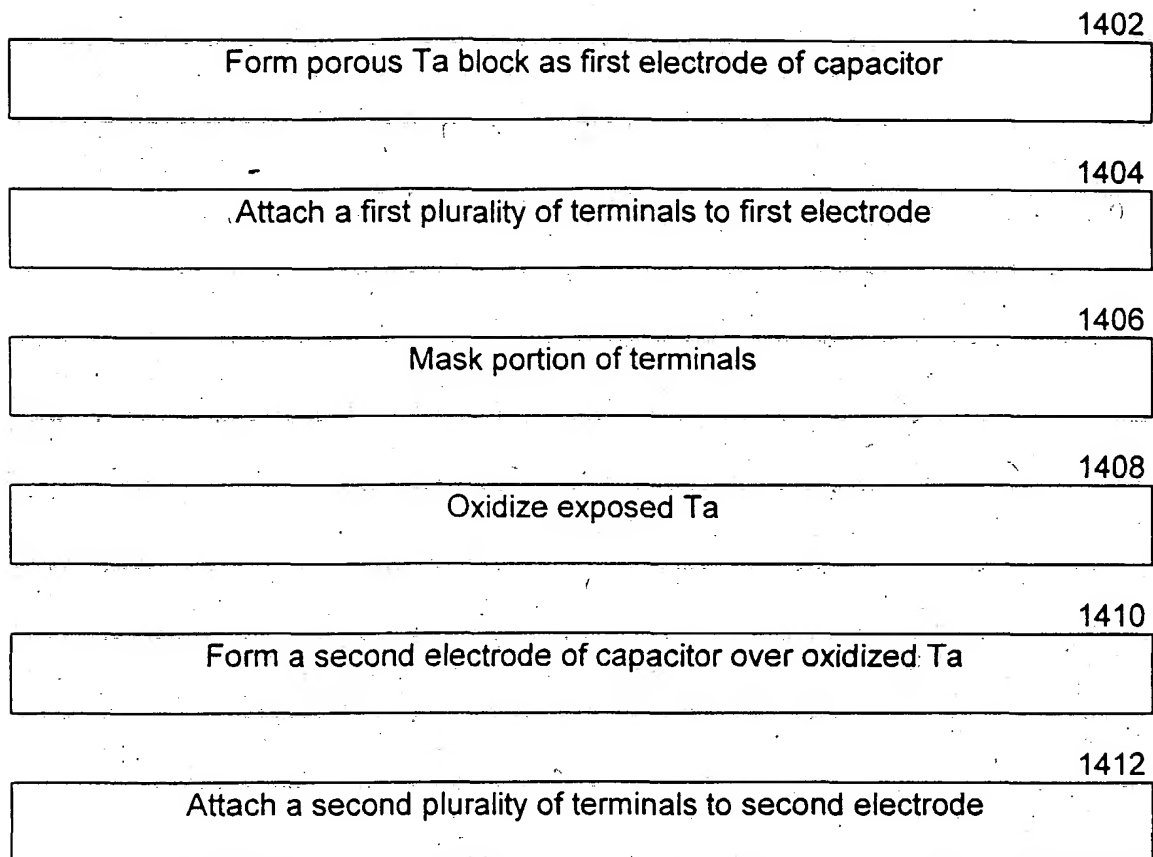 1402
Form porous Ta block as first electrode of capacitor
1404
Attach a first plurality of terminals to first electrode
1406
Mask portion of terminals
1408
Oxidize exposed Ta
1410
Form a second electrode of capacitor over oxidized Ta
1412
Attach a second plurality of terminals to second electrode